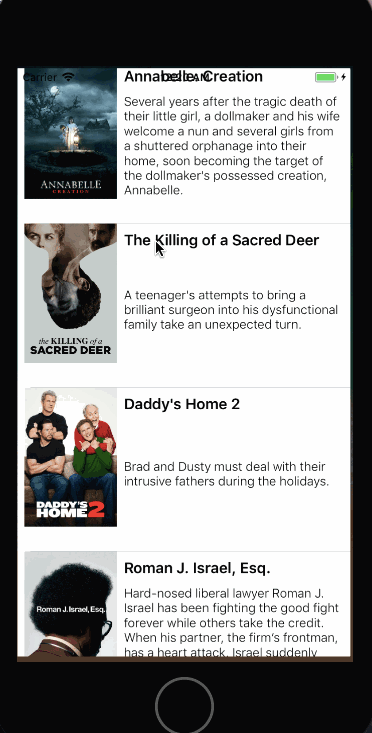 Carrier
Annabelle: Creation
Several years after the tragic death of
their little girl, a dollmaker and his wife
welcome a nun and several girls from
a shuttered orphanage into their
home, soon becoming the target of
the dollmaker's possessed creation,
Annabelle.
ANNABELLE
CREATION
The Killing of a Sacred Deer
A teenager's attempts to bring a
brilliant surgeon into his dysfunctional
family take an unexpected turn.
the KILLING of a
SACRED DEER
Daddy's Home 2
Brad and Dusty must deal with their
intrusive fathers during the holidays.
DADDY'S
HOME 2
Roman J. Israel, Esq.
Hard-nosed liberal lawyer Roman J.
Israel has been fighting the good fight
forever while others take the credit.
When his partner, the firm's frontman,
has a heart attack, Israel suddenly
Roman J. Israel, Esq.